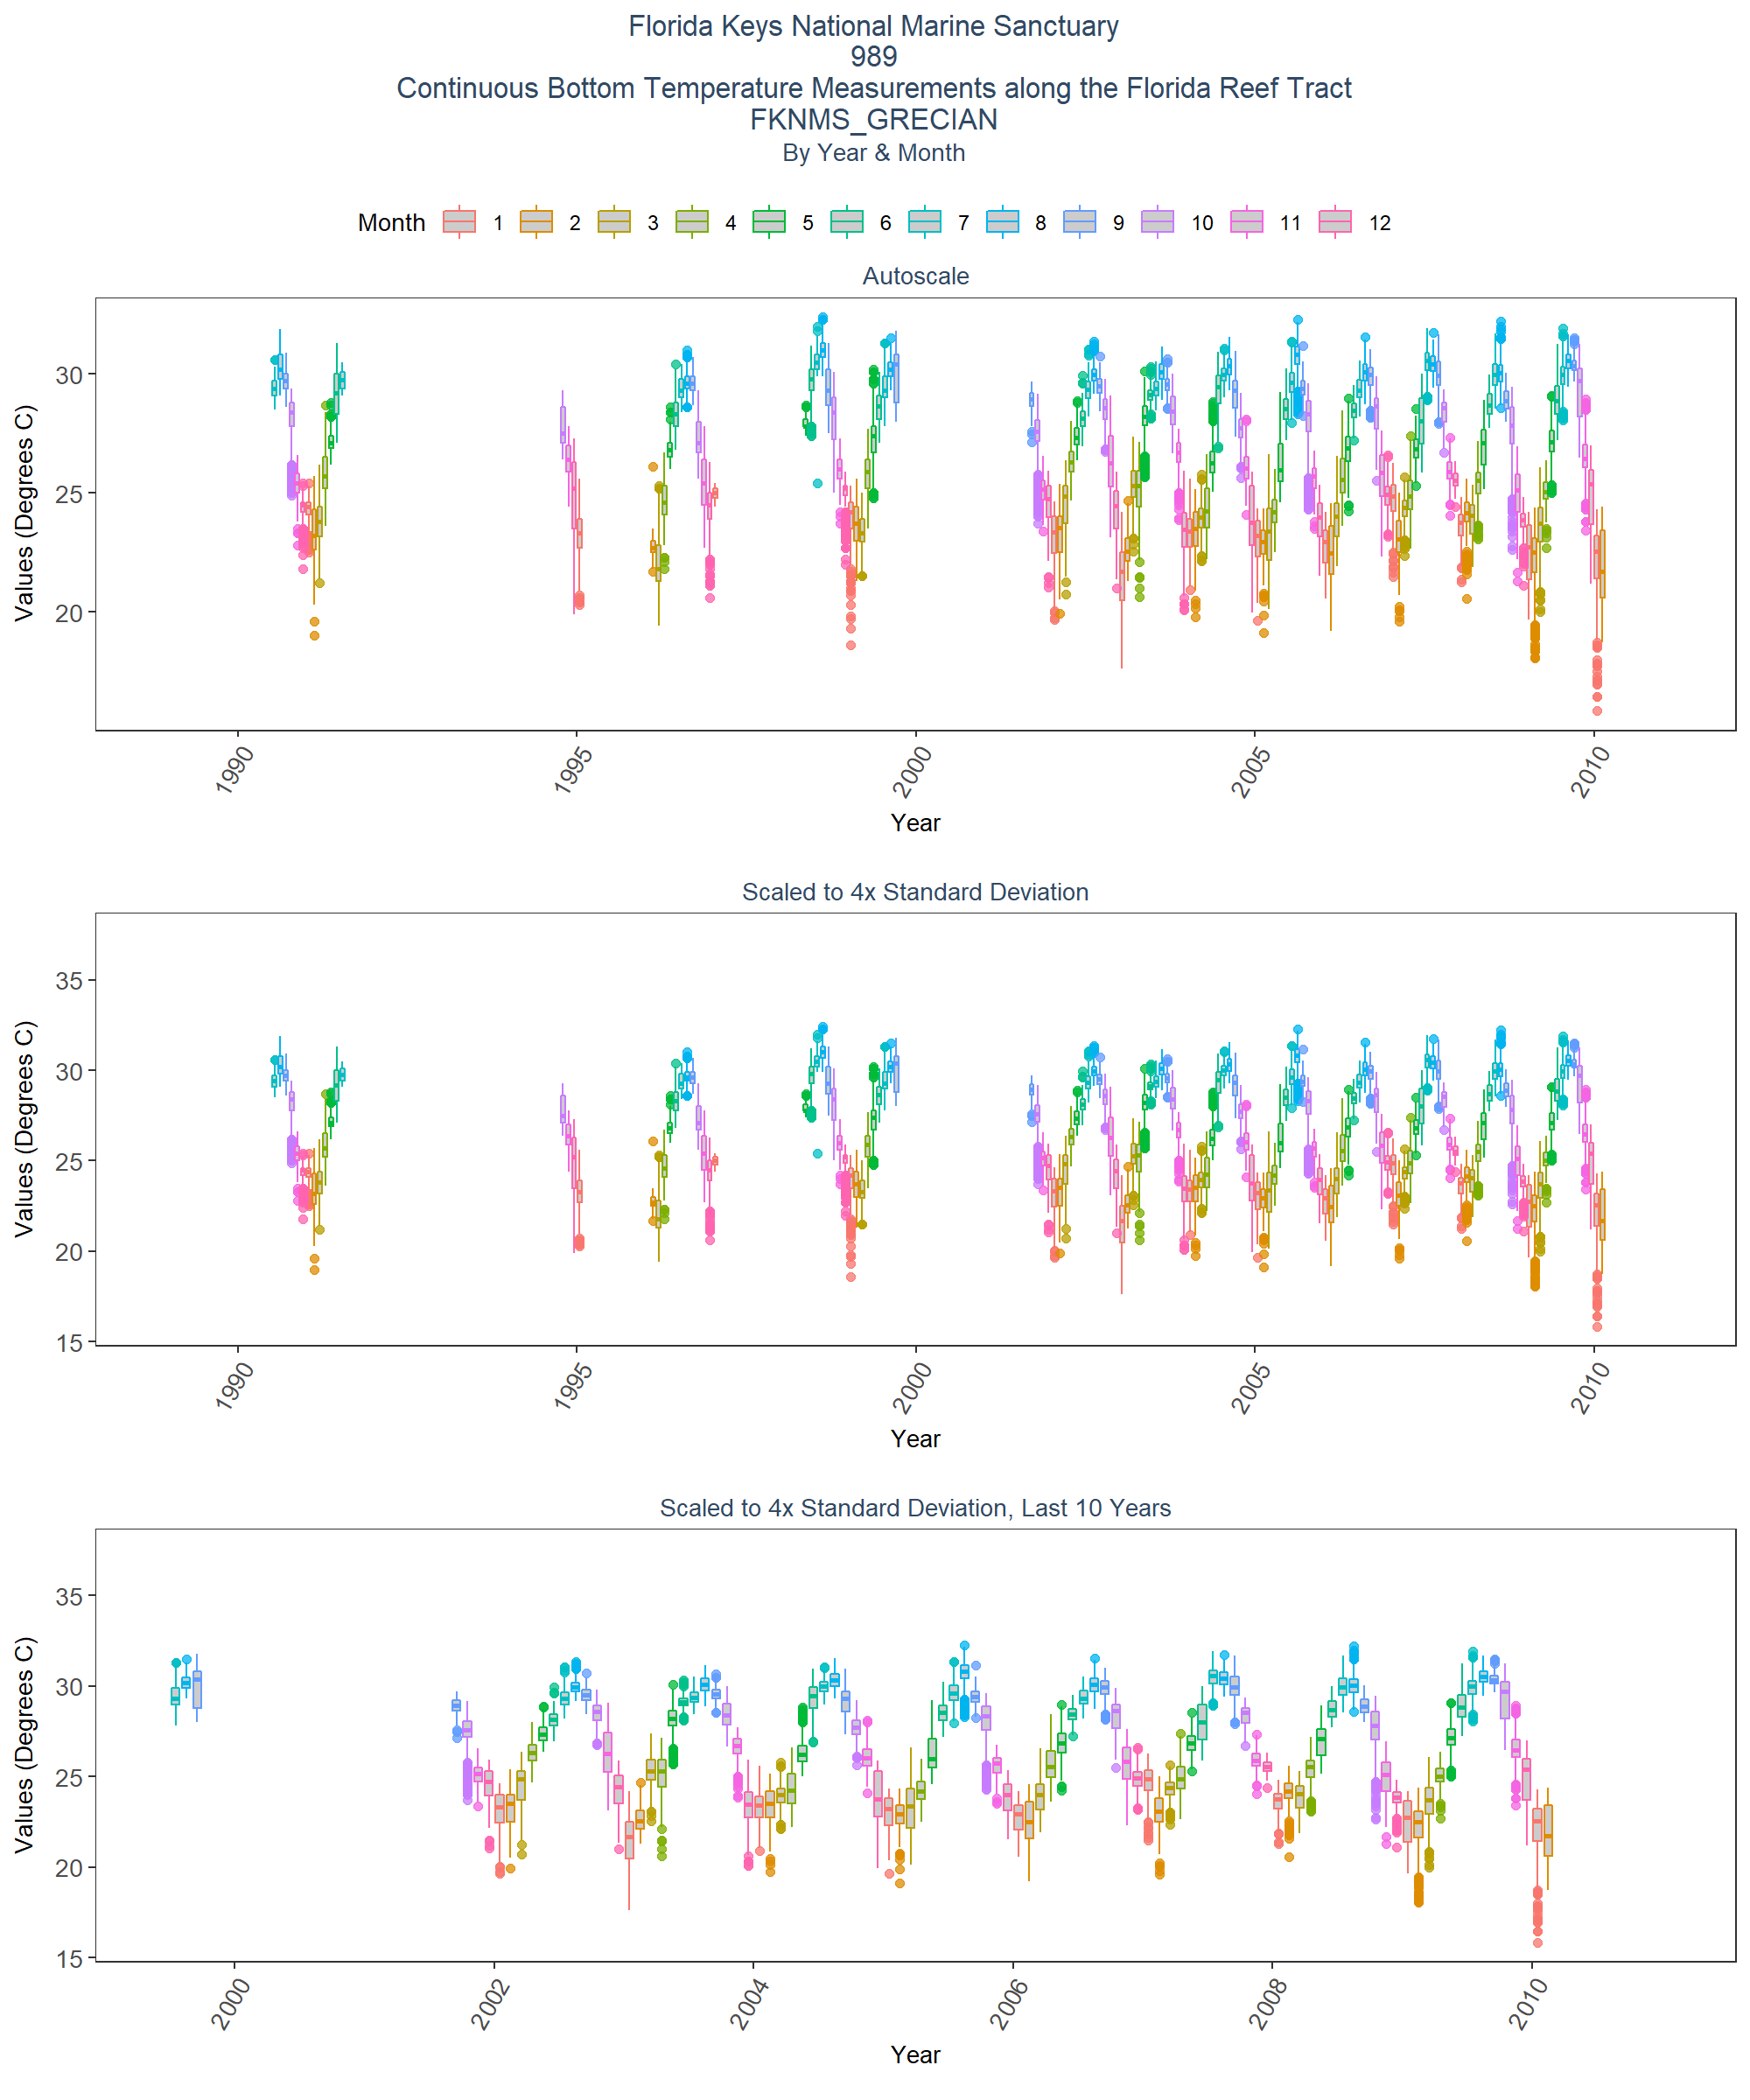 Florida Keys National Marine Sanctuary
989
Continuous Bottom Temperature Measurements along the Florida Reef Tract
FKNMS_GRECIAN
By Year & Month
Month 1 2 3 4 5 6 7 8 9 10 11 12
Autoscale
Values (Degrees C)
30
25
20
1990 1995 2000 2005 2010
Year
Scaled to 4x Standard Deviation
Values (Degrees C)
35
30
25
20
15
1990 1995 2000 2005 2010
Year
Scaled to 4x Standard Deviation, Last 10 Years
Values (Degrees C)
35
30
25
20
15
2000 2002 2004 2006 2008 2010
Year